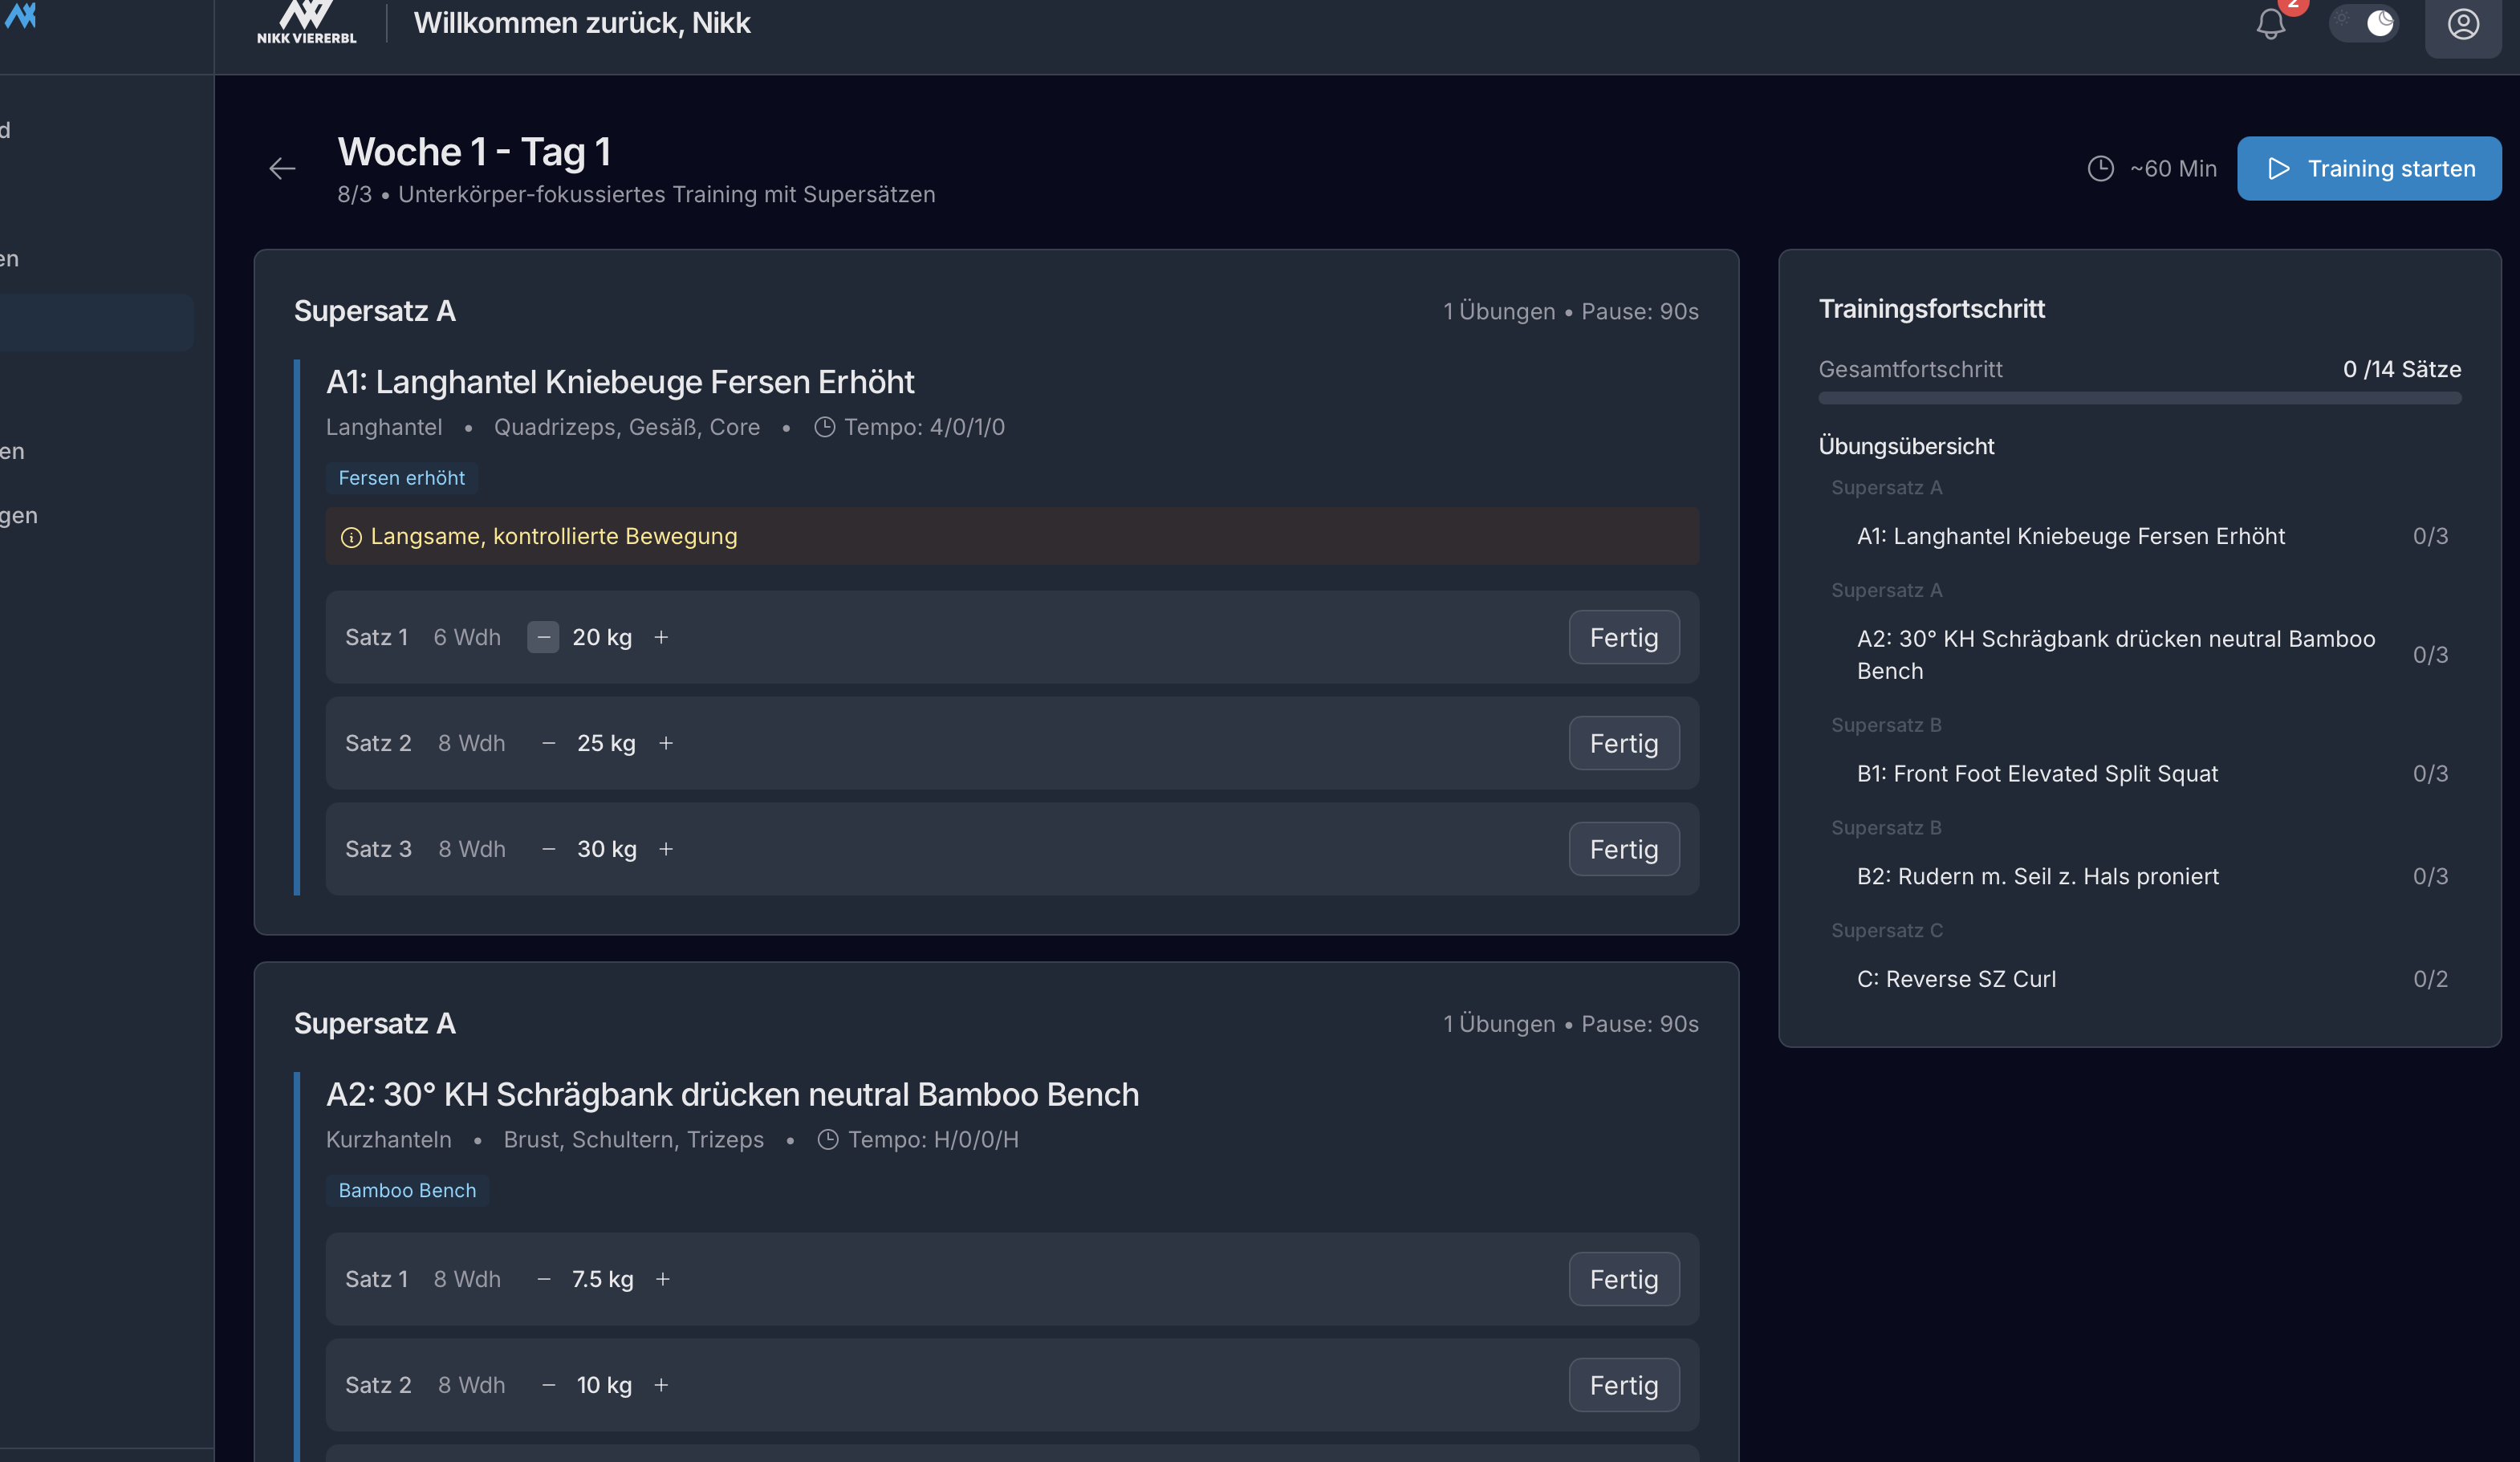 NIKK VIERERBL
Willkommen zurück, Nikk
2
d
en
en
gen
Woche 1 - Tag 1
8/3 • Unterkörper-fokussiertes Training mit Supersätzen
~60 Min
Training starten
Supersatz A
1 Übungen • Pause: 90s
A1: Langhantel Kniebeuge Fersen Erhöht
Langhantel • Quadrizeps, Gesäß, Core • Tempo: 4/0/1/0
Fersen erhöht
Langsame, kontrollierte Bewegung
Satz 1 6 Wdh − 20 kg + Fertig
Satz 2 8 Wdh − 25 kg + Fertig
Satz 3 8 Wdh − 30 kg + Fertig
Supersatz A
1 Übungen • Pause: 90s
A2: 30° KH Schrägbank drücken neutral Bamboo Bench
Kurzhanteln • Brust, Schultern, Trizeps • Tempo: H/0/0/H
Bamboo Bench
Satz 1 8 Wdh − 7.5 kg + Fertig
Satz 2 8 Wdh − 10 kg + Fertig
Trainingsfortschritt
Gesamtfortschritt 0 /14 Sätze
Übungsübersicht
Supersatz A
A1: Langhantel Kniebeuge Fersen Erhöht 0/3
Supersatz A
A2: 30° KH Schrägbank drücken neutral Bamboo
Bench 0/3
Supersatz B
B1: Front Foot Elevated Split Squat 0/3
Supersatz B
B2: Rudern m. Seil z. Hals proniert 0/3
Supersatz C
C: Reverse SZ Curl 0/2